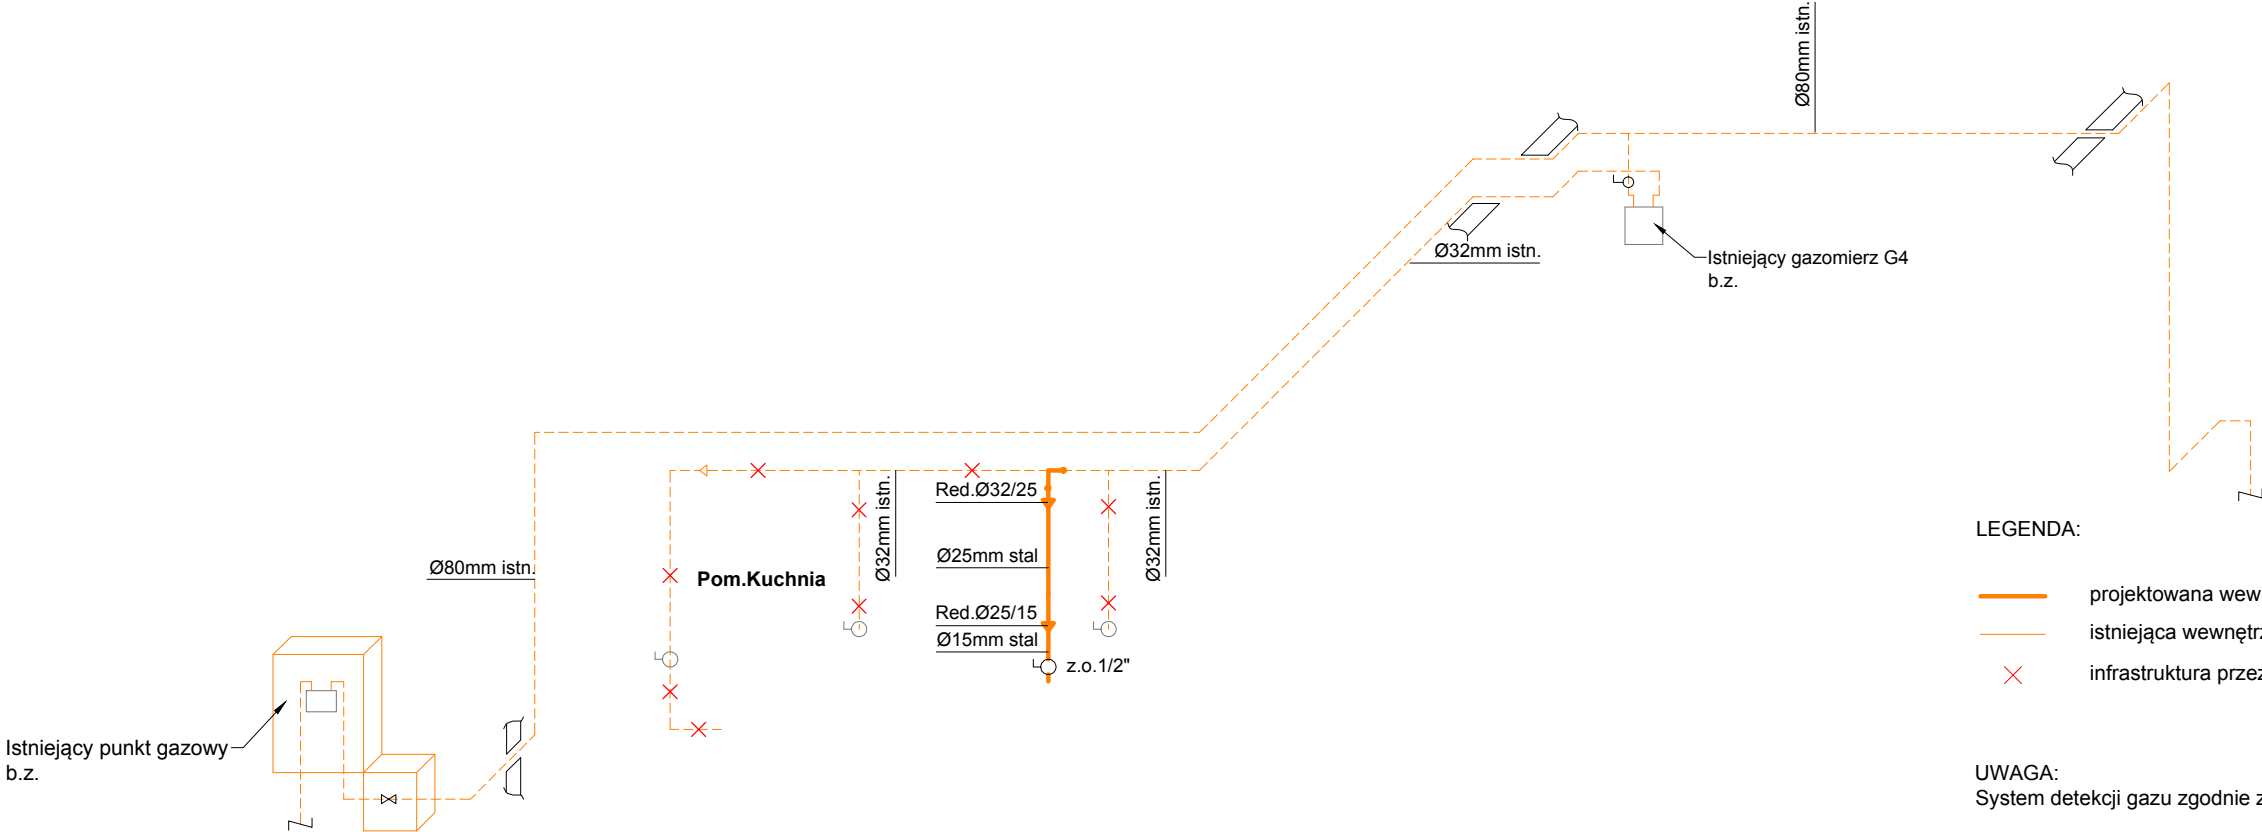 Ø80mm istn.
Istniejący gazomierz G4
b.z.
Ø32mm istn.
Ø32mm istn.
Red.Ø32/25
Ø25mm stal
Red.Ø25/15
Ø15mm stal
z.o.1/2"
Ø32mm istn.
Ø80mm istn.
Pom.Kuchnia
Istniejący punkt gazowy
b.z.
LEGENDA:
projektowana wew
istniejąca wewnętrz
infrastruktura przez
UWAGA:
System detekcji gazu zgodnie z